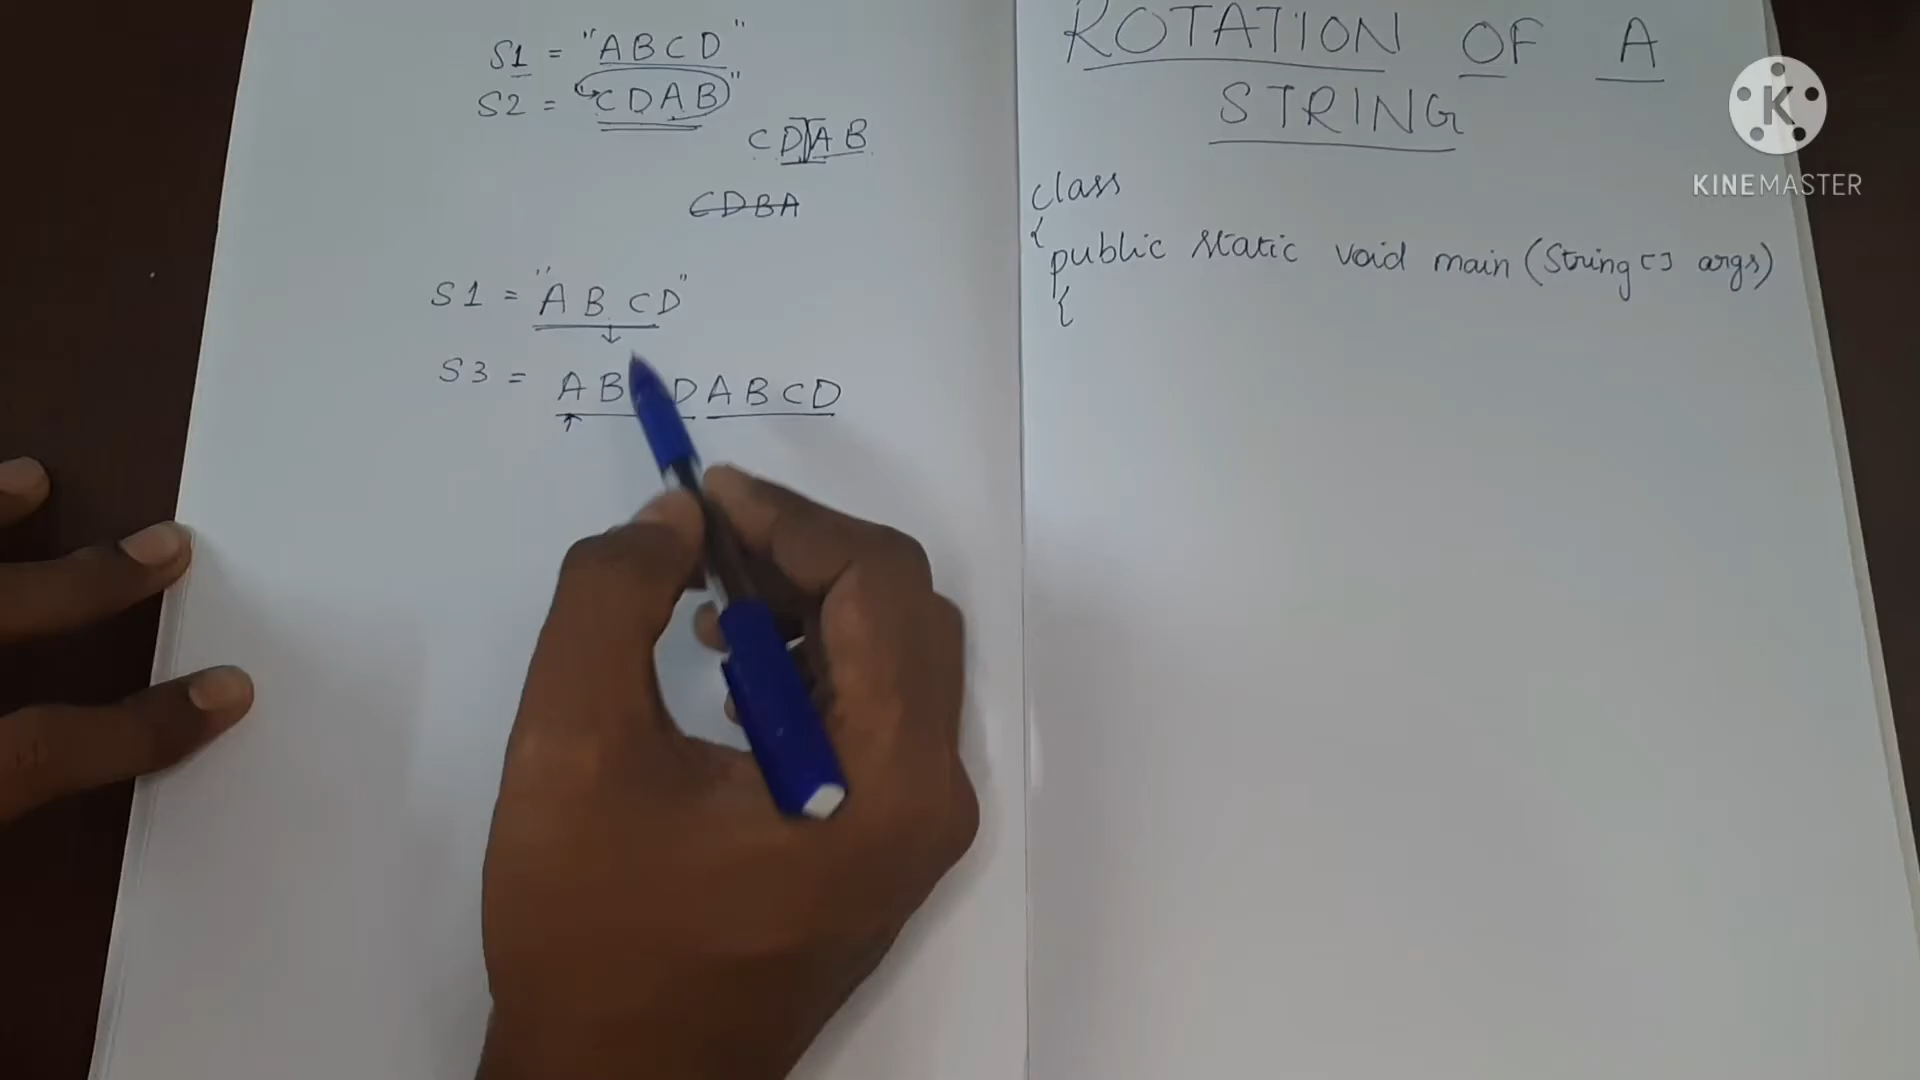 S1 = "ABCD"
S2 = "CDAB"
CDAB
CDBA
S1 = "ABCD"
S3 = AB DABCD
ROTATION OF A
STRING
KINEMASTER
class
{
public static void main (String [] args)
{